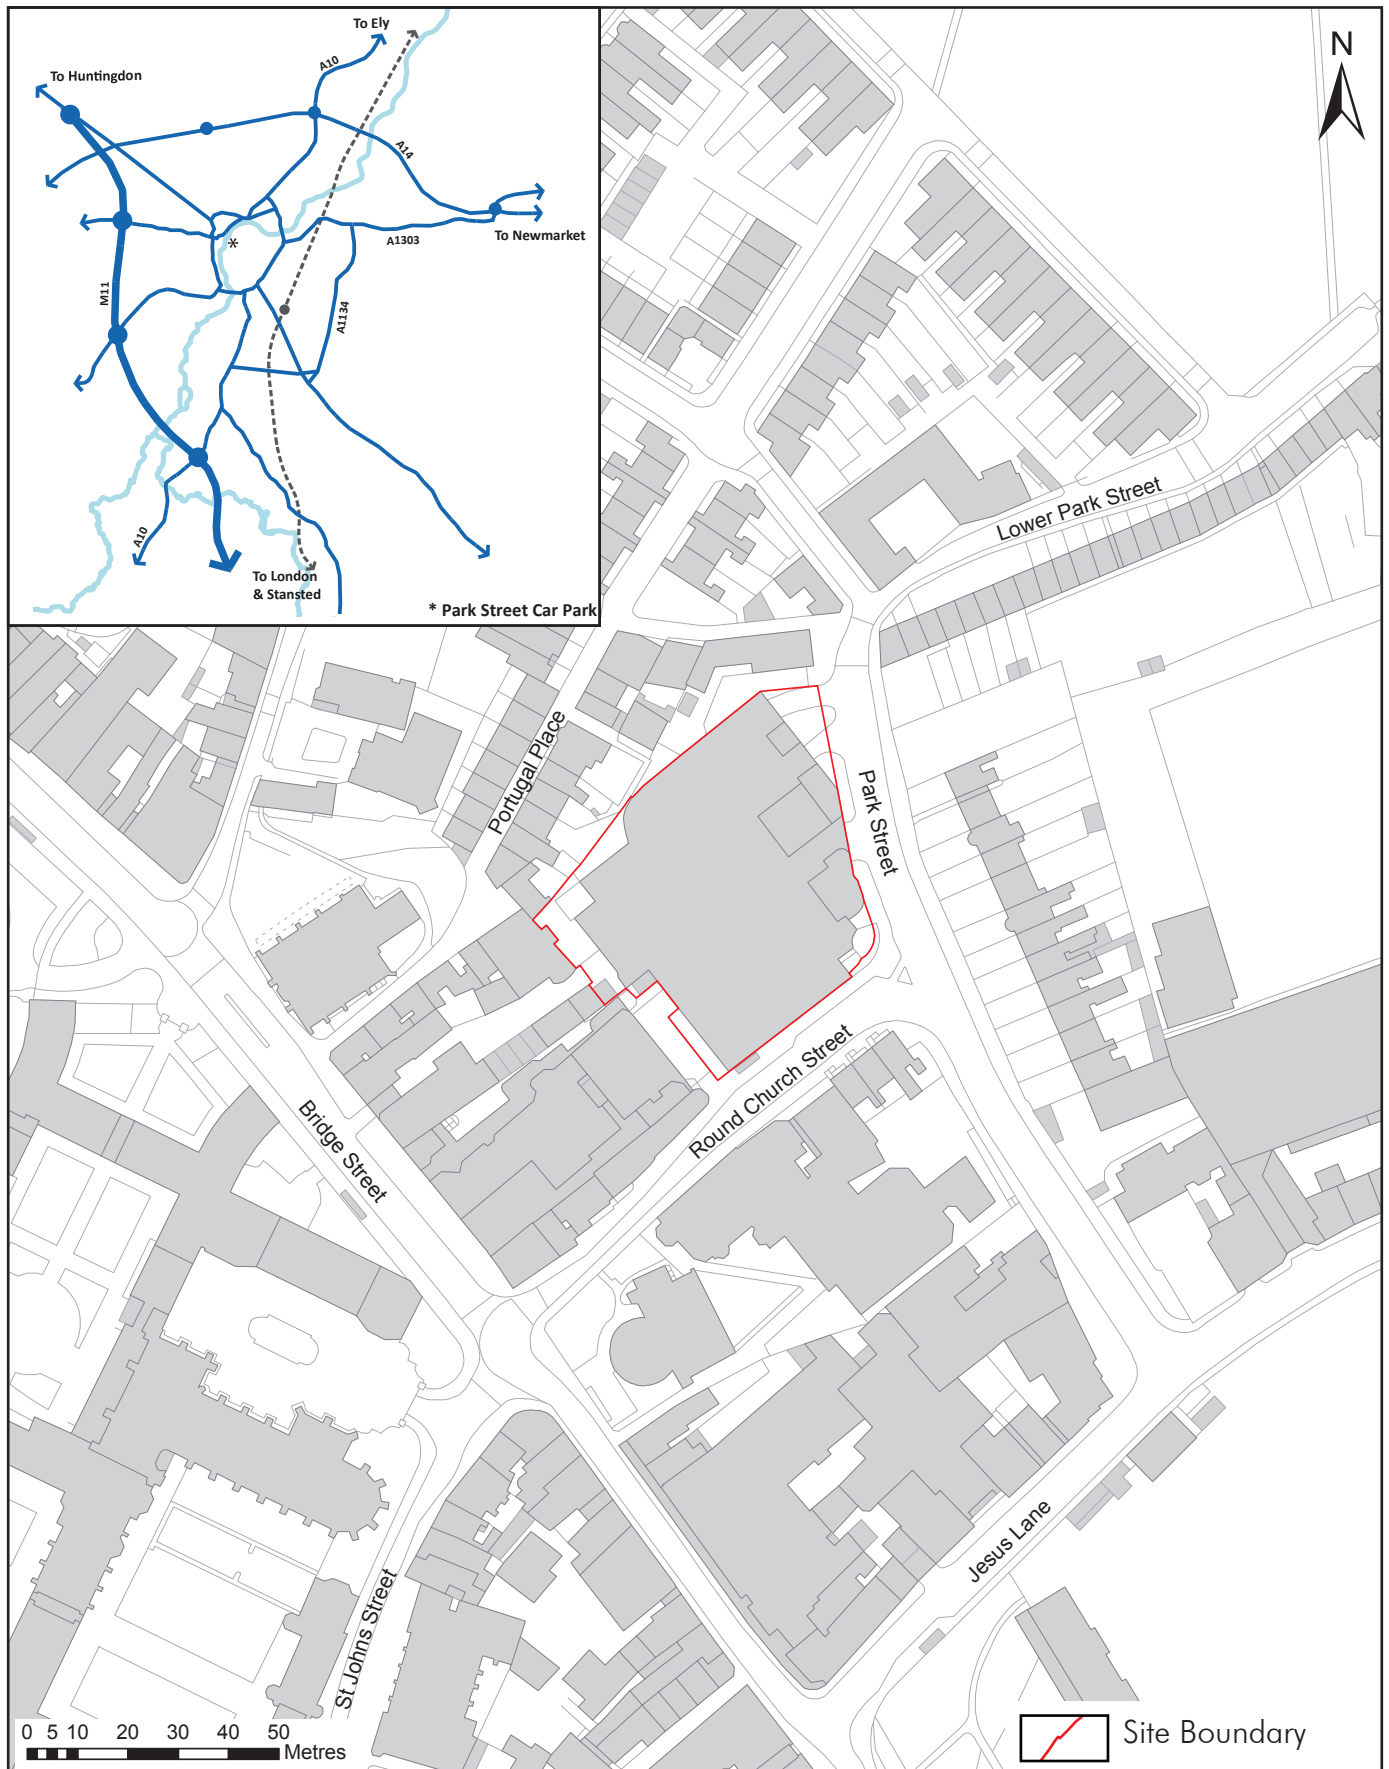 To Ely
A10
To Huntingdon
A14
To Newmarket
A1303
M11
A1134
A10
To London
& Stansted
* Park Street Car Park
*
N
Lower Park Street
Portugal Place
Park Street
Round Church Street
Bridge Street
Jesus Lane
St Johns Street
0 5 10 20 30 40 50
Metres
Site Boundary